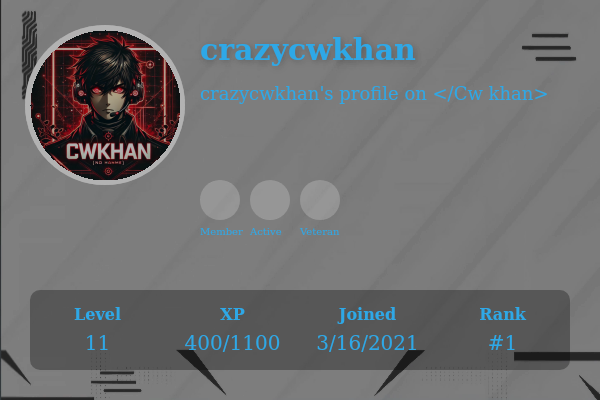 crazycwkhan
crazycwkhan's profile on </Cw khan>
CWKHAN
Member Active Veteran
Level XP Joined Rank
11 400/1100 3/16/2021 #1